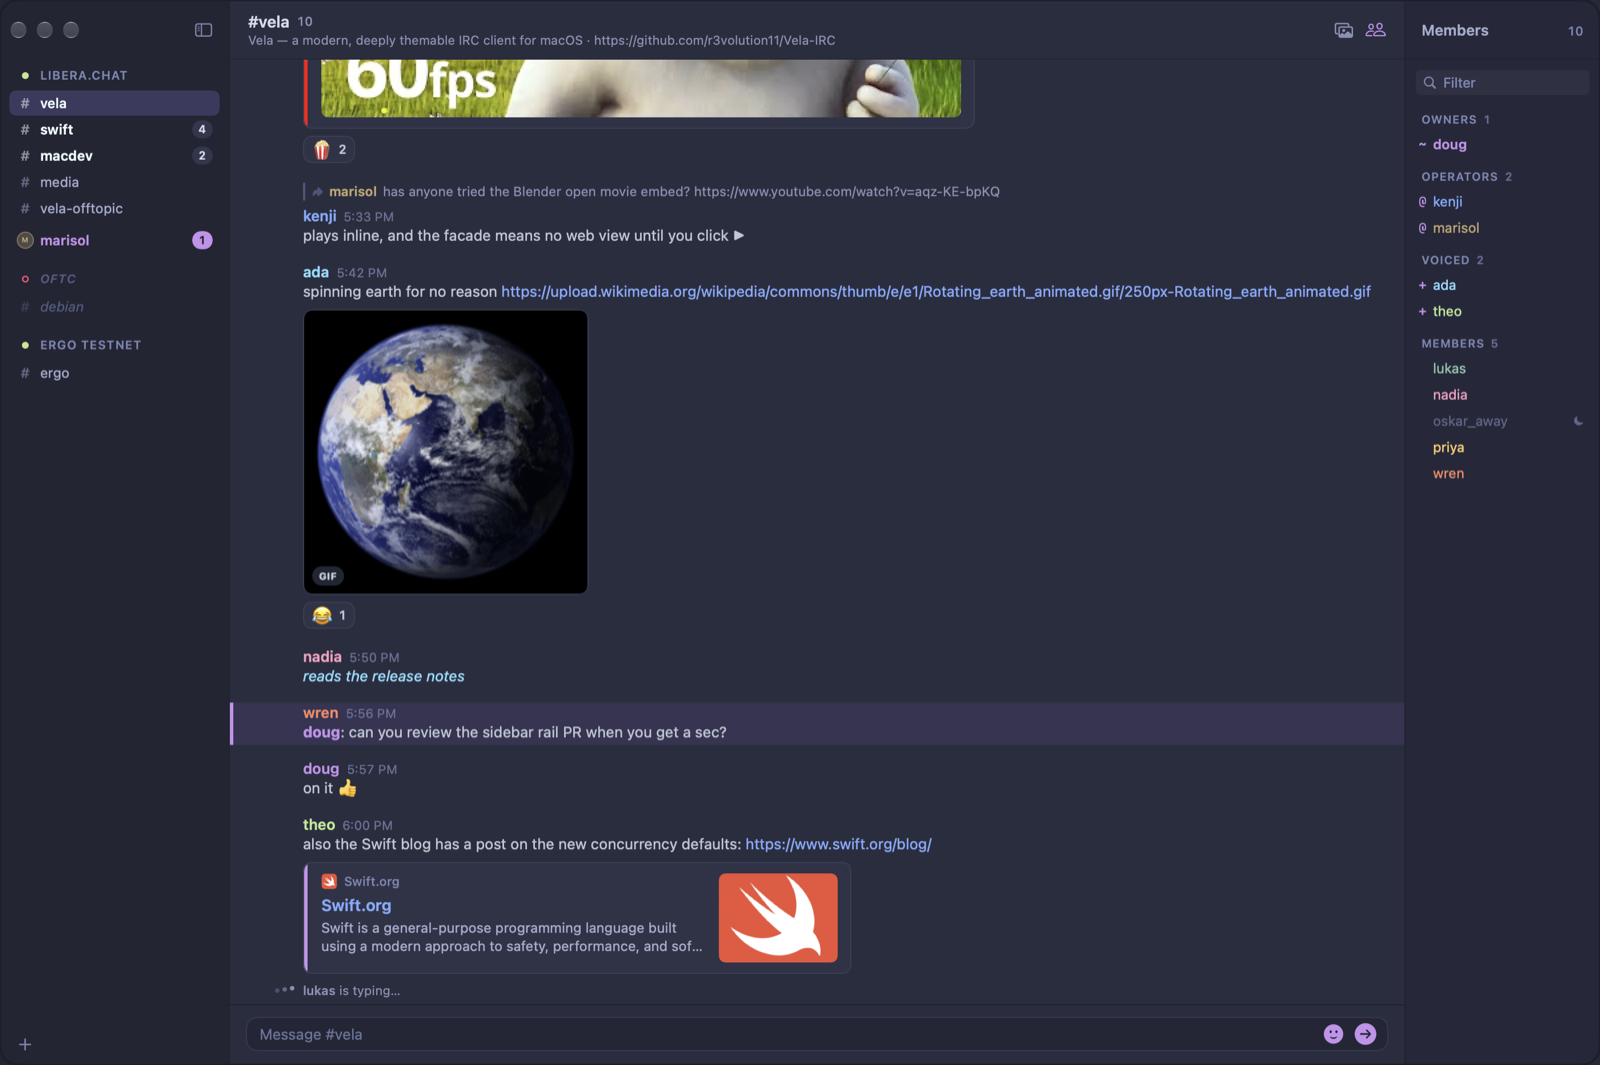 LIBERA.CHAT
# vela
# swift 4
# macdev 2
# media
# vela-offtopic
M marisol 1
OFTC
# debian
ERGO TESTNET
# ergo
+
#vela 10
Vela — a modern, deeply themable IRC client for macOS · https://github.com/r3volution11/Vela-IRC
60fps
🍿 2
marisol has anyone tried the Blender open movie embed? https://www.youtube.com/watch?v=aqz-KE-bpKQ
kenji 5:33 PM
plays inline, and the facade means no web view until you click ▶
ada 5:42 PM
spinning earth for no reason https://upload.wikimedia.org/wikipedia/commons/thumb/e/e1/Rotating_earth_animated.gif/250px-Rotating_earth_animated.gif
GIF
😂 1
nadia 5:50 PM
reads the release notes
wren 5:56 PM
doug: can you review the sidebar rail PR when you get a sec?
doug 5:57 PM
on it 👍
theo 6:00 PM
also the Swift blog has a post on the new concurrency defaults: https://www.swift.org/blog/
Swift.org
Swift.org
Swift is a general-purpose programming language built
using a modern approach to safety, performance, and sof...
lukas is typing...
Message #vela
Members 10
Filter
OWNERS 1
~ doug
OPERATORS 2
@ kenji
@ marisol
VOICED 2
+ ada
+ theo
MEMBERS 5
lukas
nadia
oskar_away
priya
wren